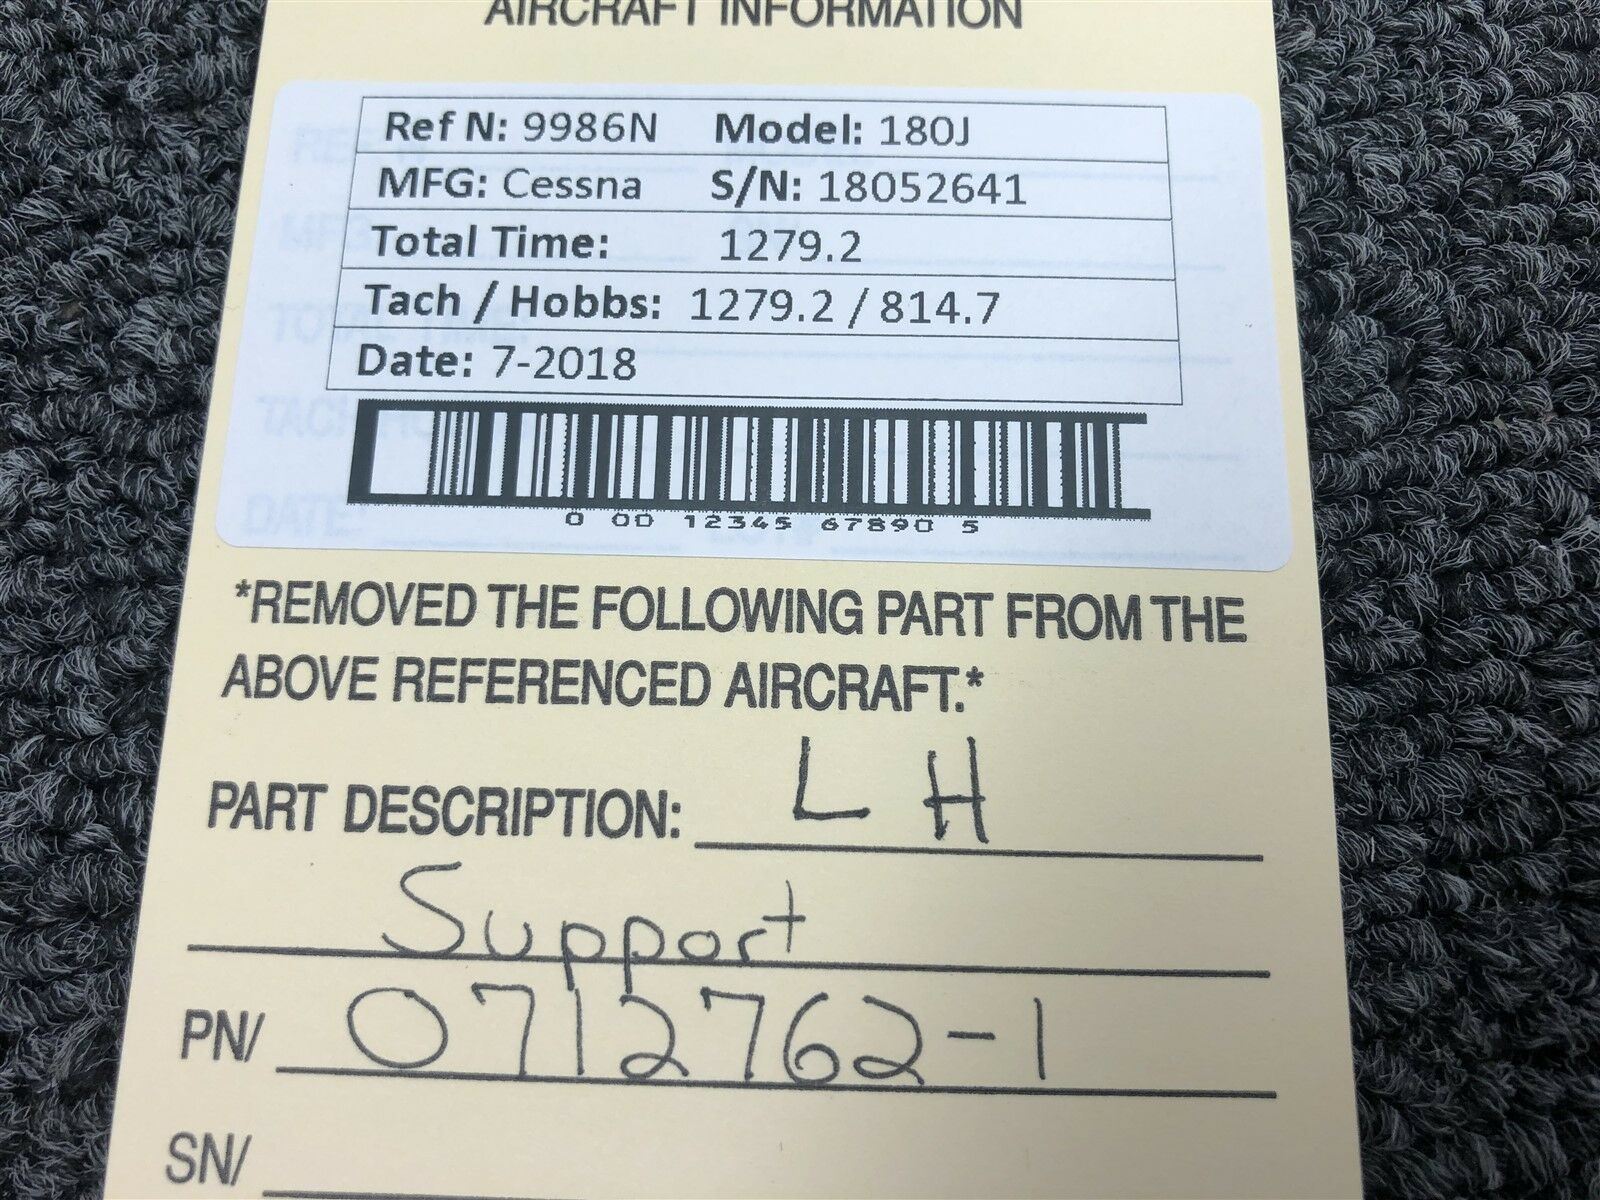 AIRCRAFT INFORMATION
Ref N: 9986N Model: 180J
MFG: Cessna S/N: 18052641
Total Time: 1279.2
Tach / Hobbs: 1279.2 / 814.7
Date: 7-2018
0 00 12345 67890 5
*REMOVED THE FOLLOWING PART FROM THE
ABOVE REFERENCED AIRCRAFT.*
PART DESCRIPTION: LH
Support
PN/ 0712762-1
SN/